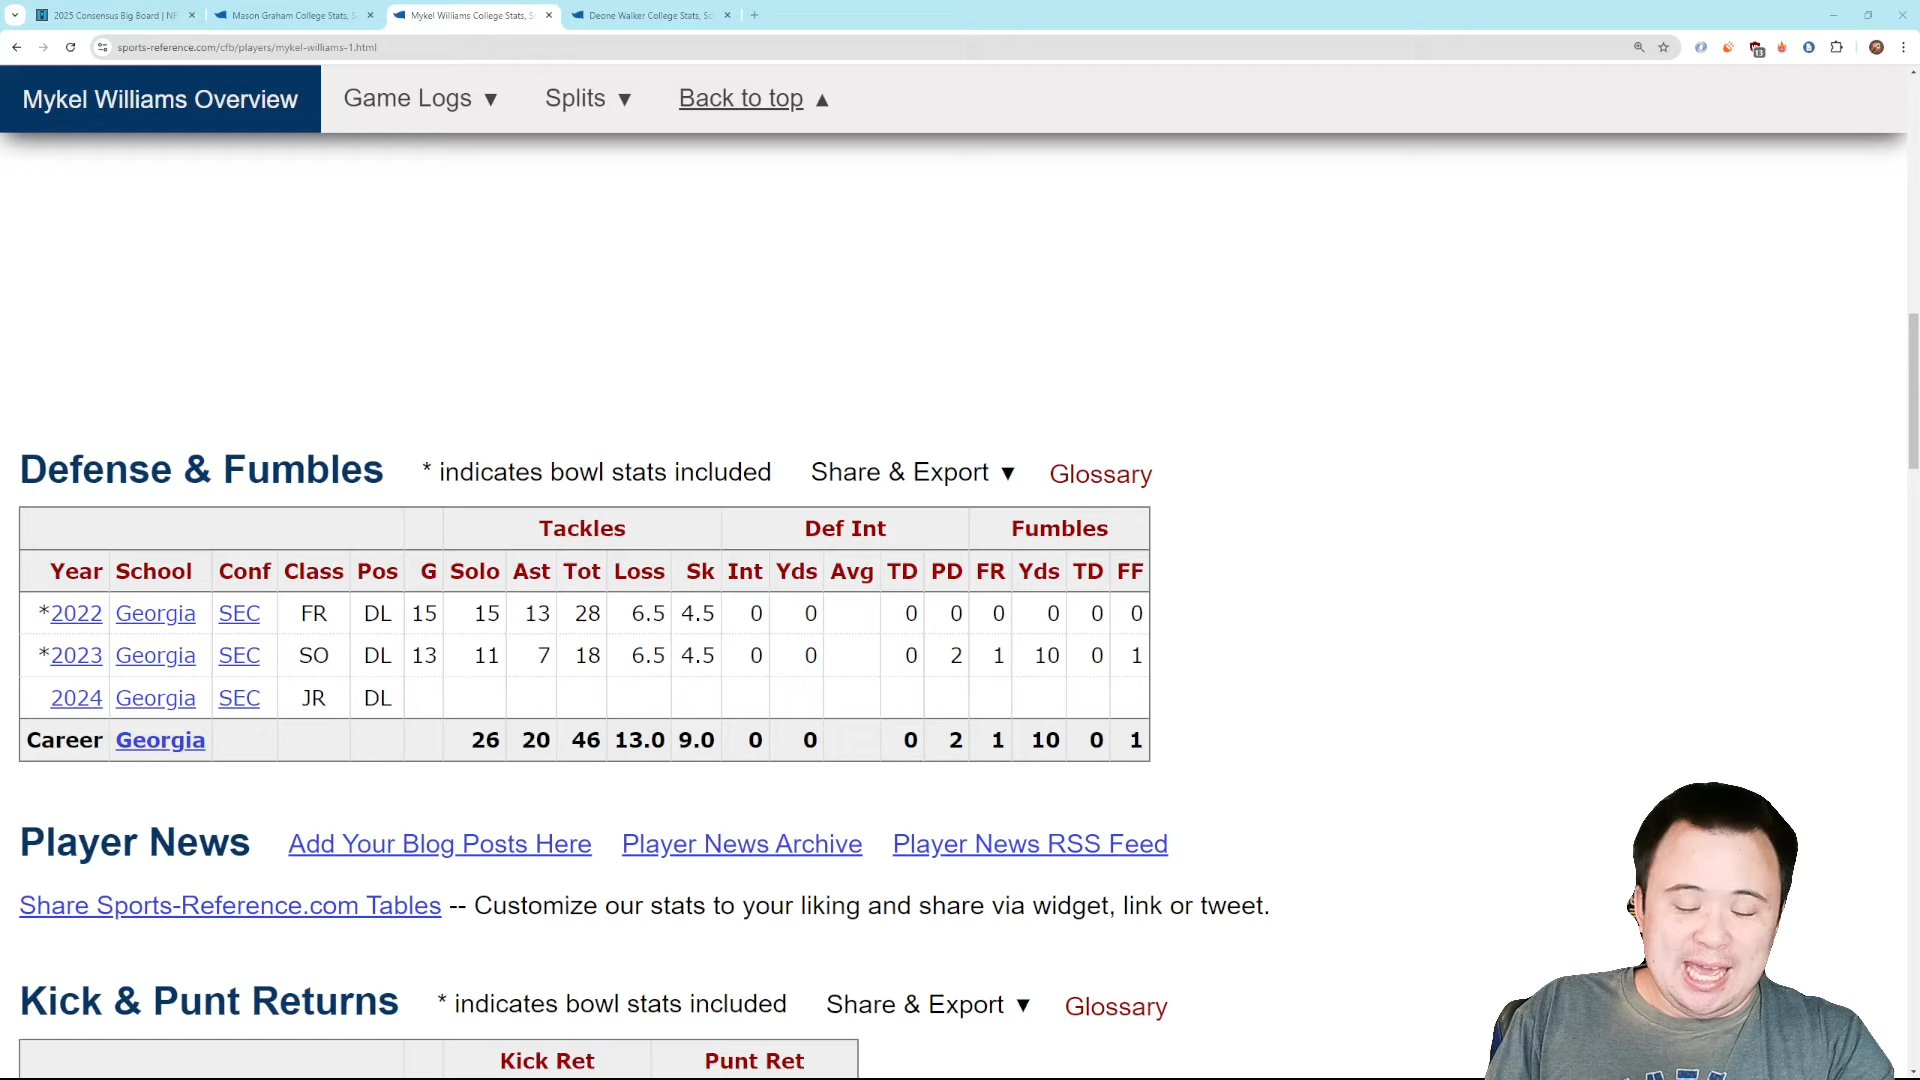 2025 Consensus Big Board | NF
Mason Graham College Stats, S
Mykel Williams College Stats, S
Deone Walker College Stats, Sc
sports-reference.com/cfb/players/mykel-williams-1.html
13
Mykel Williams Overview Game Logs ▼ Splits ▼ Back to top ▲
Defense & Fumbles * indicates bowl stats included Share & Export ▼ Glossary
Tackles Def Int Fumbles
Year School Conf Class Pos G Solo Ast Tot Loss Sk Int Yds Avg TD PD FR Yds TD FF
*2022 Georgia SEC FR DL 15 15 13 28 6.5 4.5 0 0 0 0 0 0 0 0
*2023 Georgia SEC SO DL 13 11 7 18 6.5 4.5 0 0 0 2 1 10 0 1
2024 Georgia SEC JR DL
Career Georgia 26 20 46 13.0 9.0 0 0 0 2 1 10 0 1
Player News Add Your Blog Posts Here Player News Archive Player News RSS Feed
Share Sports-Reference.com Tables -- Customize our stats to your liking and share via widget, link or tweet.
Kick & Punt Returns * indicates bowl stats included Share & Export ▼ Glossary
Kick Ret Punt Ret